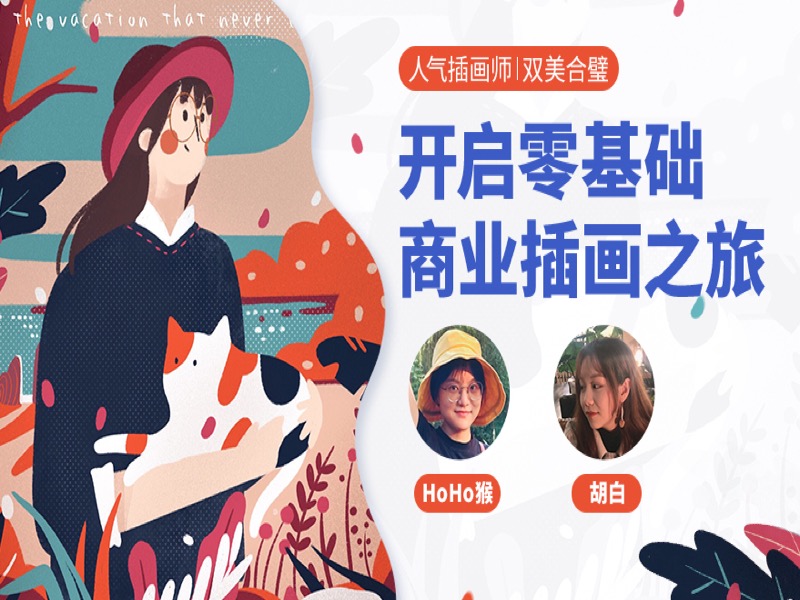 The vacation That never
人气插画师|双美合璧
开启零基础
商业插画之旅
HoHo猴
胡白